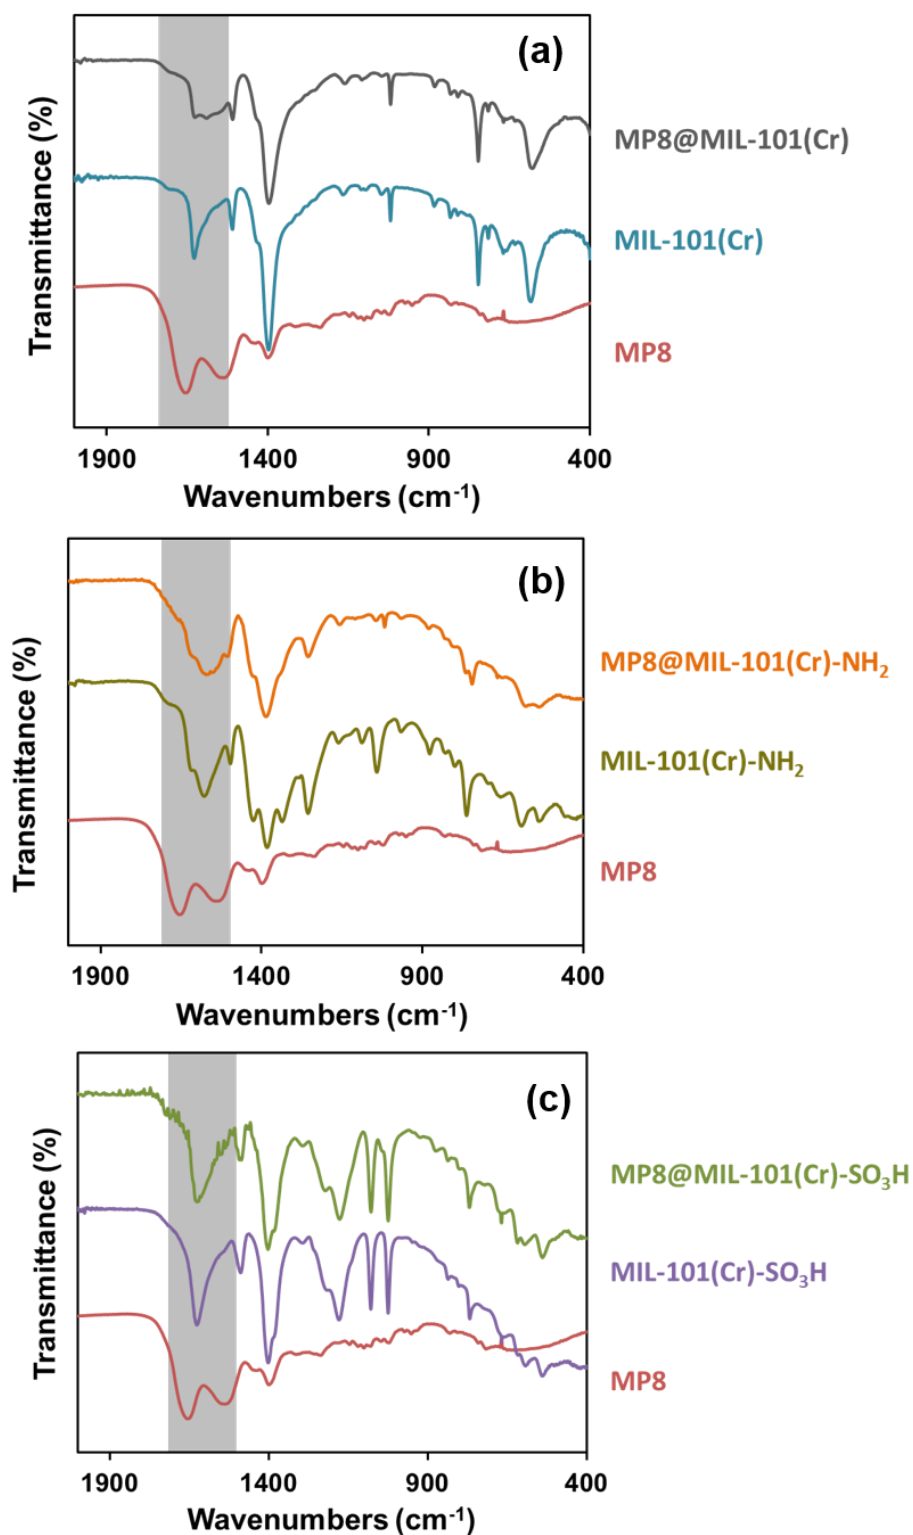 (a)
Transmittance (%)
MP8@MIL-101(Cr)
MIL-101(Cr)
MP8
1900 1400 900 400
Wavenumbers (cm⁻¹)
(b)
Transmittance (%)
MP8@MIL-101(Cr)-NH₂
MIL-101(Cr)-NH₂
MP8
1900 1400 900 400
Wavenumbers (cm⁻¹)
(c)
Transmittance (%)
MP8@MIL-101(Cr)-SO₃H
MIL-101(Cr)-SO₃H
MP8
1900 1400 900 400
Wavenumbers (cm⁻¹)